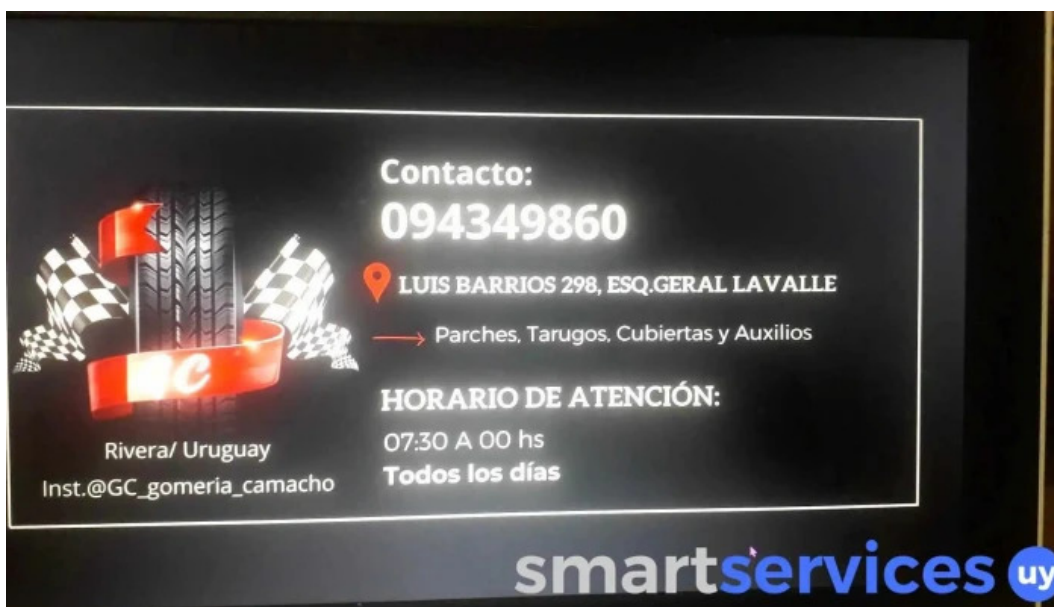 Contacto:
094349860
LUIS BARRIOS 298, ESQ.GERAL LAVALLE
Parches, Tarugos, Cubiertas y Auxilios
HORARIO DE ATENCIÓN:
07:30 A 00 hs
Todos los días
GC
Rivera/ Uruguay
Inst.@GC_gomeria_camacho
smartservices uy